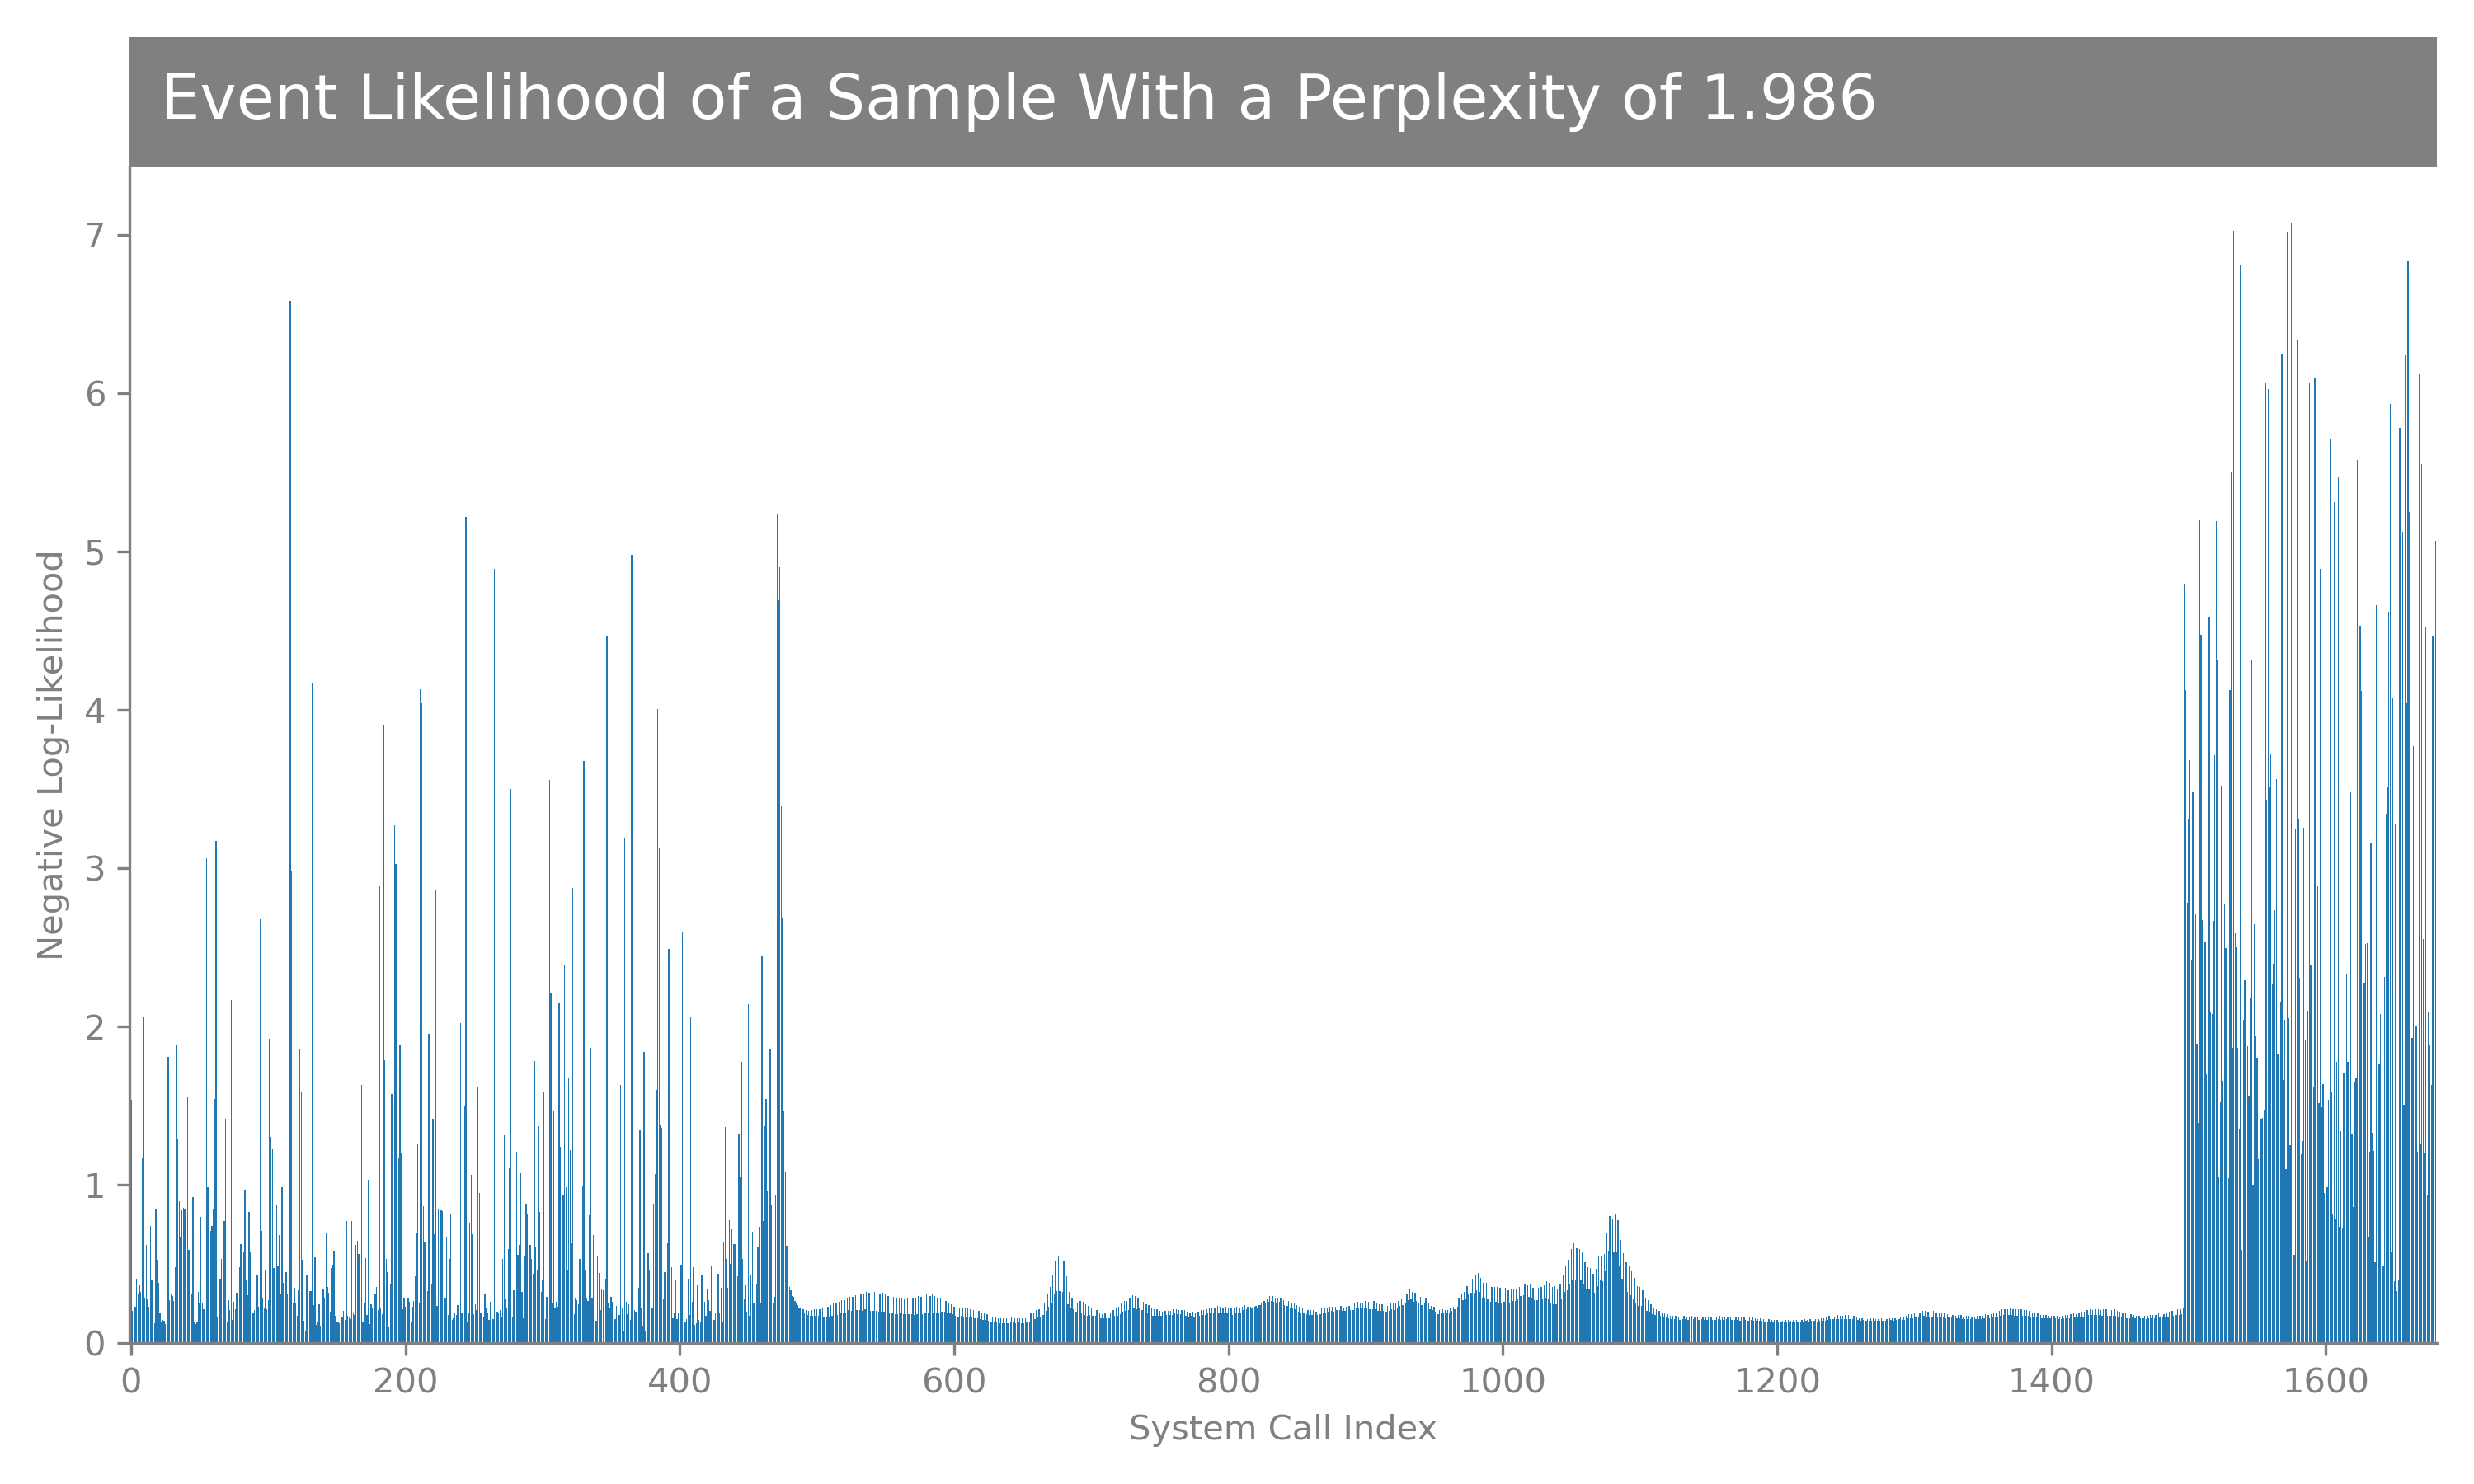 Event Likelihood of a Sample With a Perplexity of 1.986
Negative Log-Likelihood
7
6
5
4
3
2
1
0
0 200 400 600 800 1000 1200 1400 1600
System Call Index